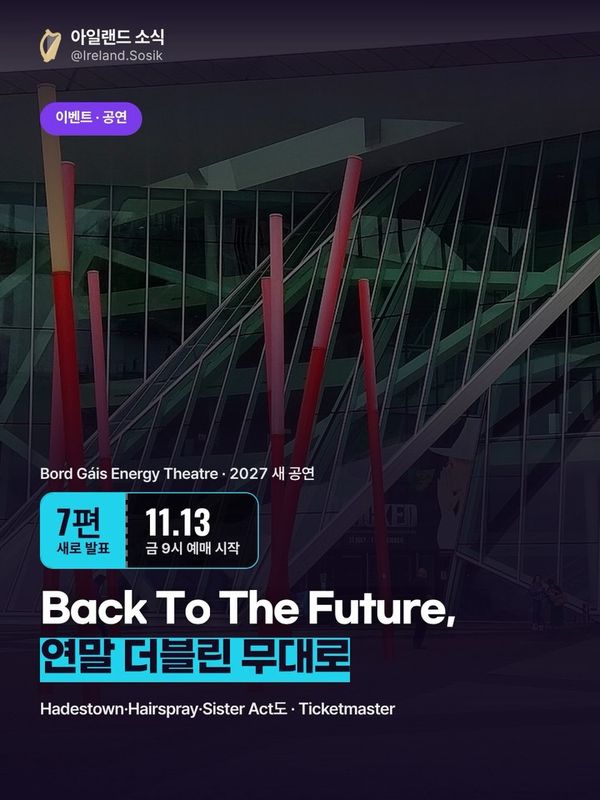 아일랜드 소식
@Ireland.Sosik
이벤트 · 공연
Bord Gáis Energy Theatre · 2027 새 공연
7편
새로 발표
11.13
금 9시 예매 시작
Back To The Future,
연말 더블린 무대로
Hadestown·Hairspray·Sister Act도 · Ticketmaster